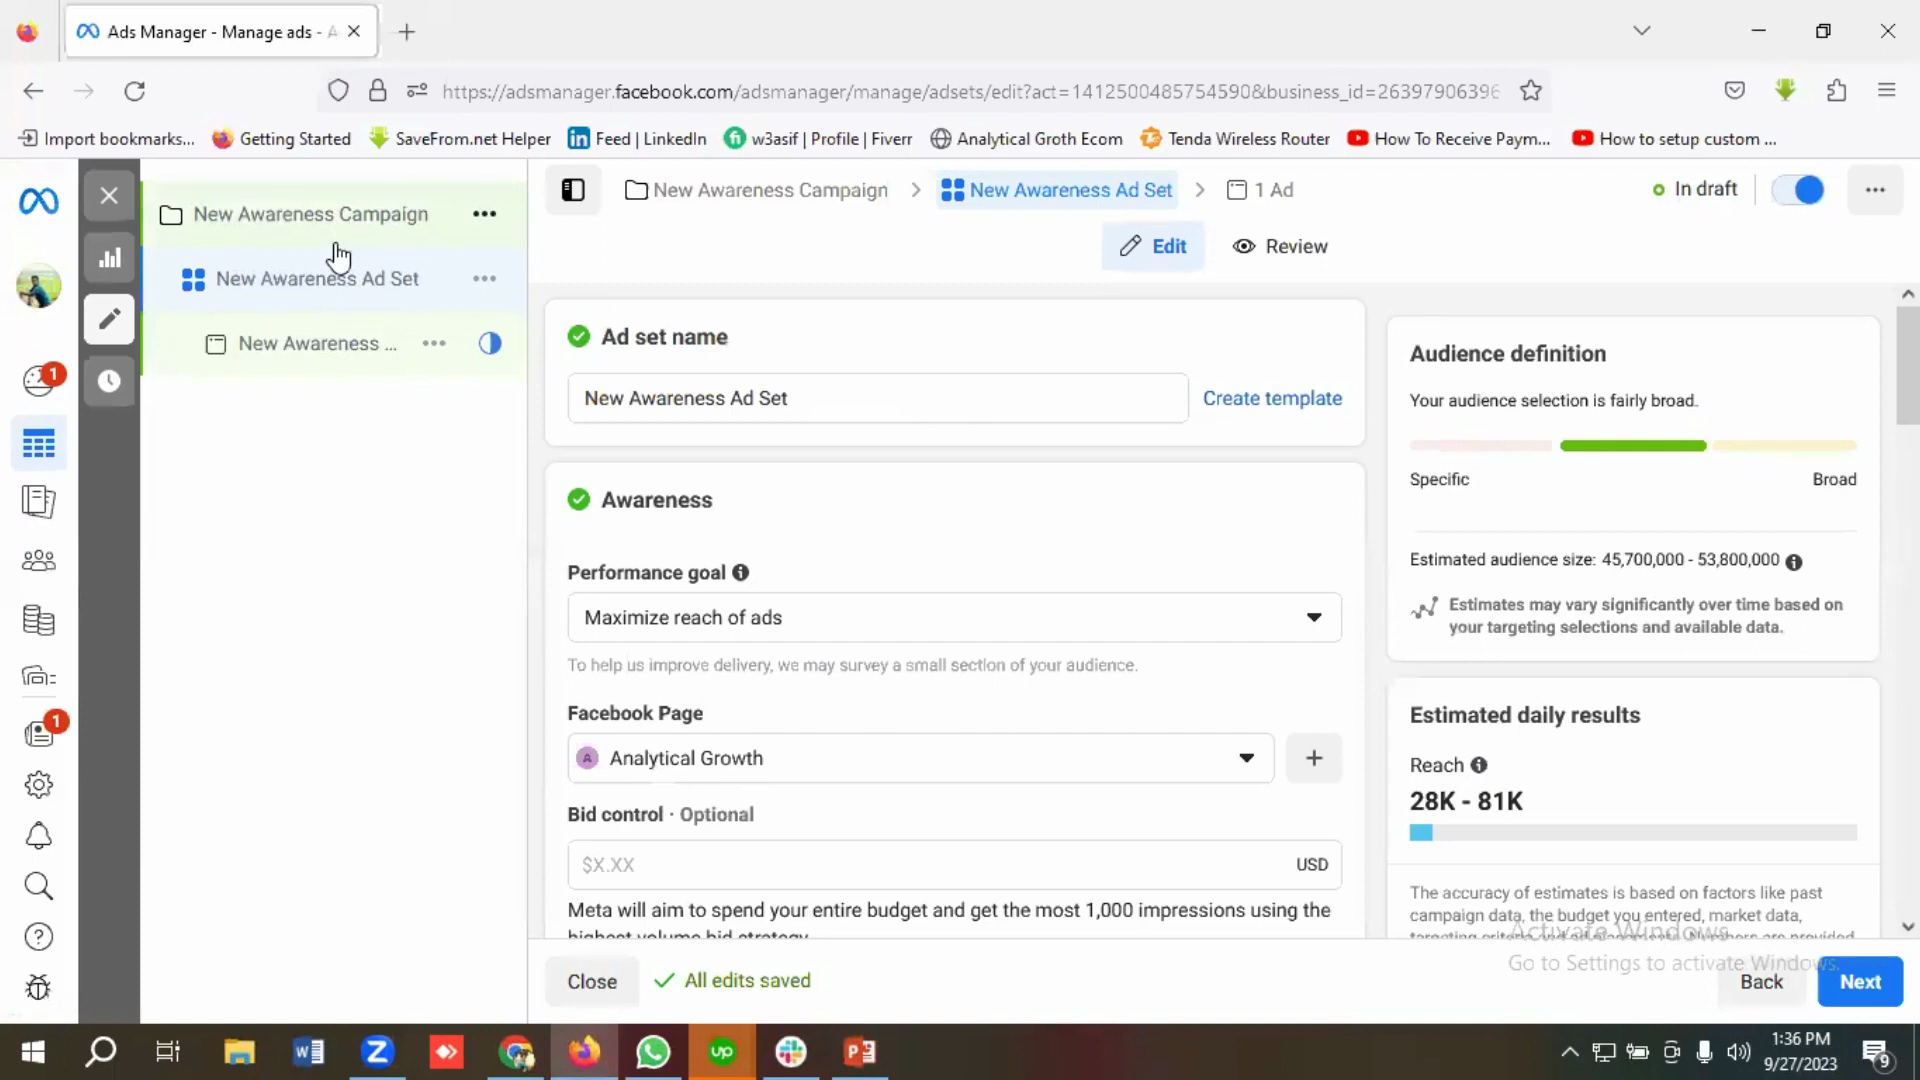 Ads Manager - Manage ads - A
https://adsmanager.facebook.com/adsmanager/manage/adsets/edit?act=1412500485754590&business_id=26397906396
Import bookmarks...
Getting Started
SaveFrom.net Helper
Feed | LinkedIn
w3asif | Profile | Fiverr
Analytical Groth Ecom
Tenda Wireless Router
How To Receive Paym...
How to setup custom ...
New Awareness Campaign
New Awareness Ad Set
New Awareness ...
New Awareness Campaign
New Awareness Ad Set
1 Ad
In draft
Edit
Review
Ad set name
New Awareness Ad Set
Create template
Awareness
Performance goal
Maximize reach of ads
To help us improve delivery, we may survey a small section of your audience.
Facebook Page
A Analytical Growth
Bid control · Optional
$X.XX
USD
Meta will aim to spend your entire budget and get the most 1,000 impressions using the
highest volume bid strategy.
Audience definition
Your audience selection is fairly broad.
Specific
Broad
Estimated audience size: 45,700,000 - 53,800,000
Estimates may vary significantly over time based on
your targeting selections and available data.
Estimated daily results
Reach
28K - 81K
The accuracy of estimates is based on factors like past
campaign data, the budget you entered, market data,
Activate Windows
Go to Settings to activate Windows.
Close
All edits saved
Back
Next
1
1
up
1:36 PM
9/27/2023
9